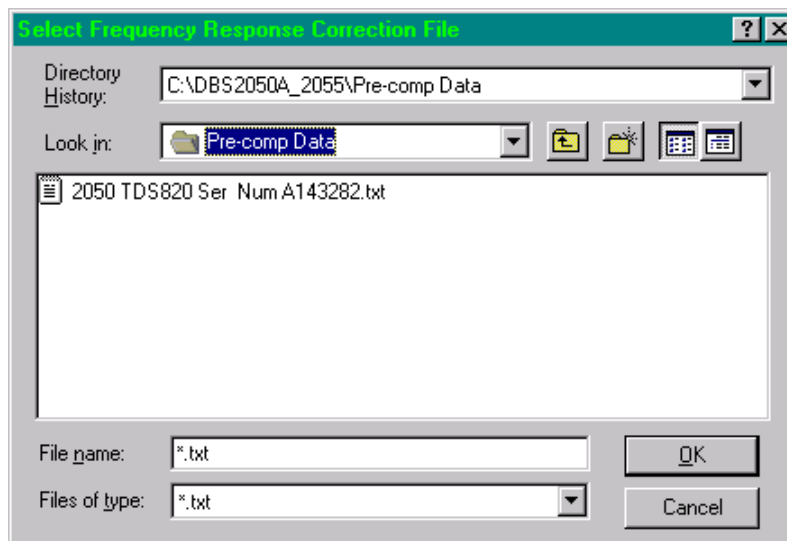 Select Frequency Response Correction File
Directory
History:
C:\DBS2050A_2055\Pre-comp Data
Look in:
Pre-comp Data
2050 TDS820 Ser  Num A143282.txt
File name:
*.txt
OK
Files of type:
*.txt
Cancel